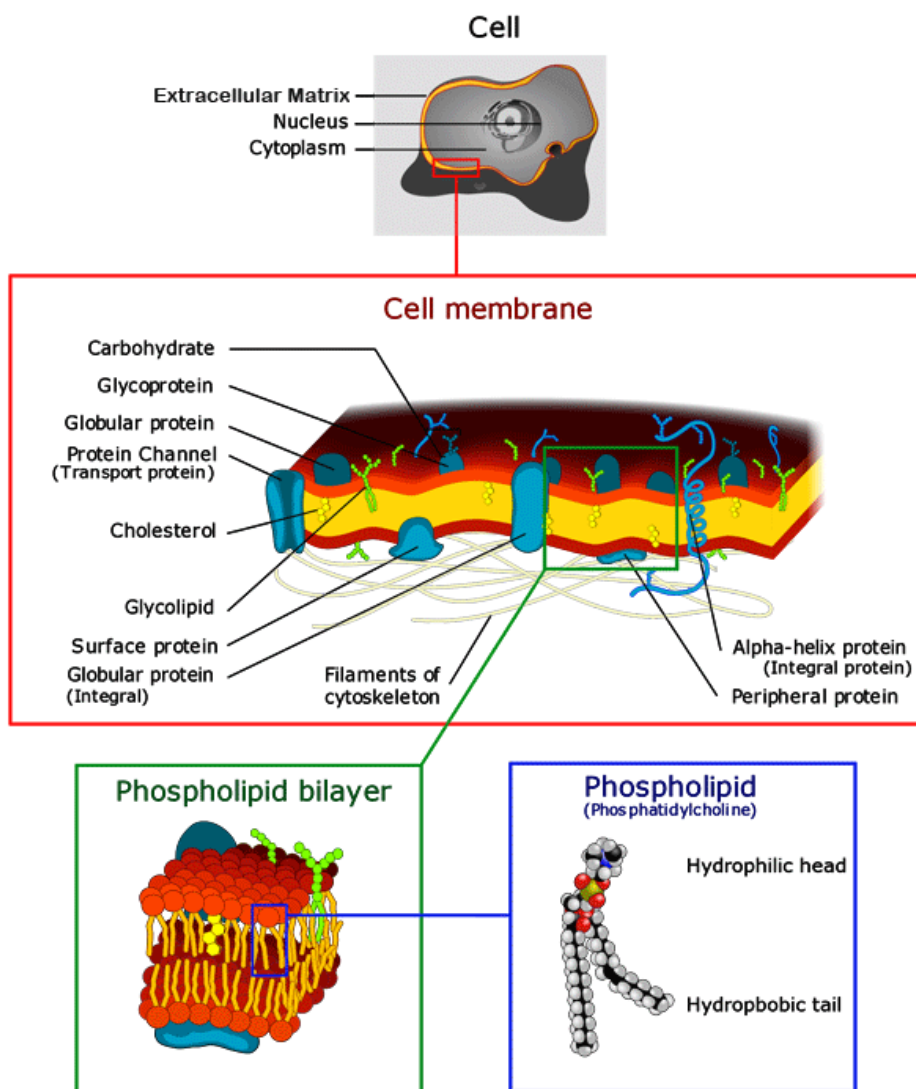 Cell
Extracellular Matrix
Nucleus
Cytoplasm
Cell membrane
Carbohydrate
Glycoprotein
Globular protein
Protein Channel
(Transport protein)
Cholesterol
Glycolipid
Surface protein
Globular protein
(Integral)
Filaments of
cytoskeleton
Alpha-helix protein
(Integral protein)
Peripheral protein
Phospholipid bilayer
Phospholipid
(Phosphatidylcholine)
Hydrophilic head
Hydropbobic tail